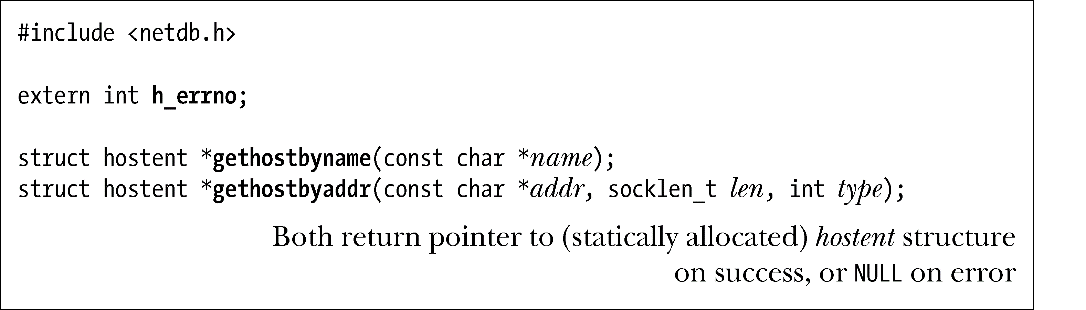 #include <netdb.h>
extern int h_errno;
struct hostent *gethostbyname(const char *name);
struct hostent *gethostbyaddr(const char *addr, socklen_t len, int type);
Both return pointer to (statically allocated) hostent structure
on success, or NULL on error